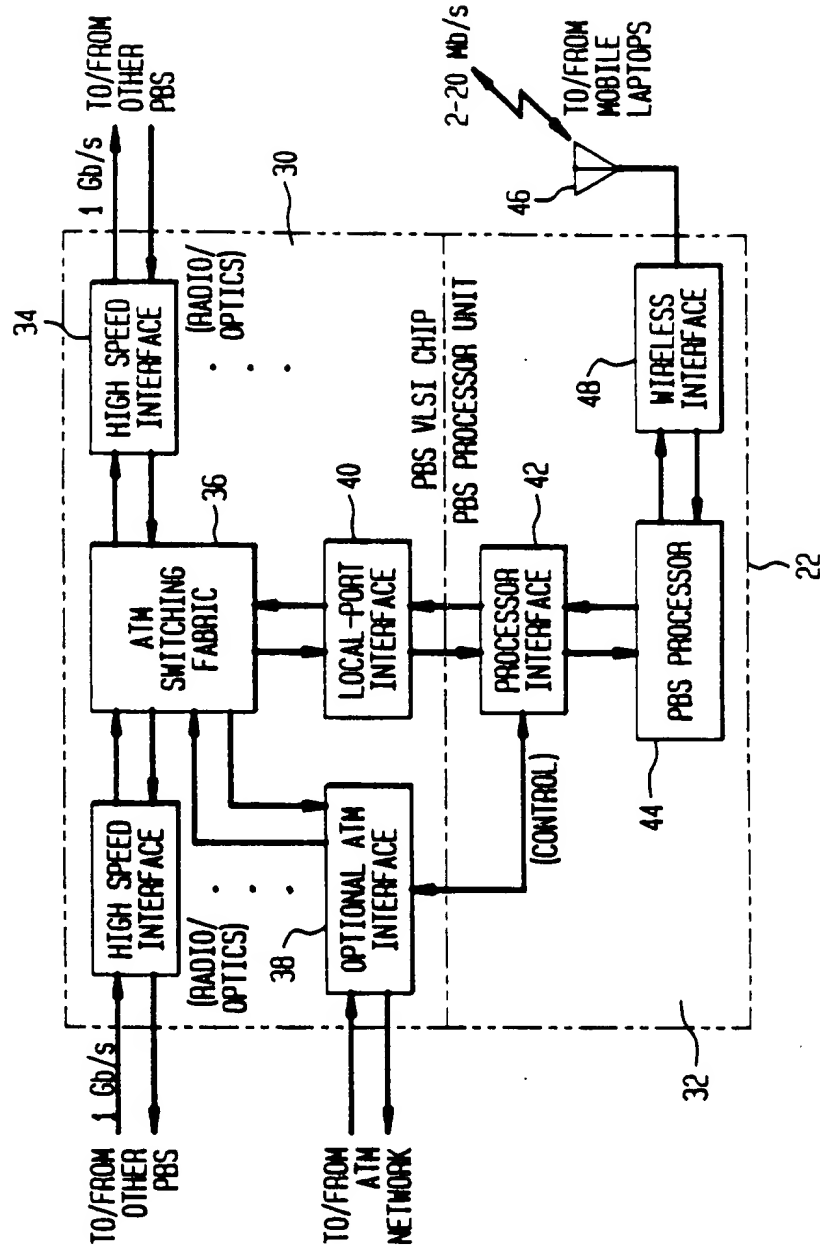 TO/FROM
OTHER
PBS
1 Gb/s
HIGH SPEED
INTERFACE
(RADIO/
OPTICS)
ATM
SWITCHING
FABRIC
36
34
HIGH SPEED
INTERFACE
(RADIO/
OPTICS)
1 Gb/s
TO/FROM
OTHER
PBS
30
TO/FROM
ATM
NETWORK
38
OPTIONAL ATM
INTERFACE
40
LOCAL-PORT
INTERFACE
PBS VLSI CHIP
PBS PROCESSOR UNIT
(CONTROL)
42
PROCESSOR
INTERFACE
44
PBS PROCESSOR
48
WIRELESS
INTERFACE
46
2-20 Mb/s
TO/FROM
MOBILE
LAPTOPS
32
22